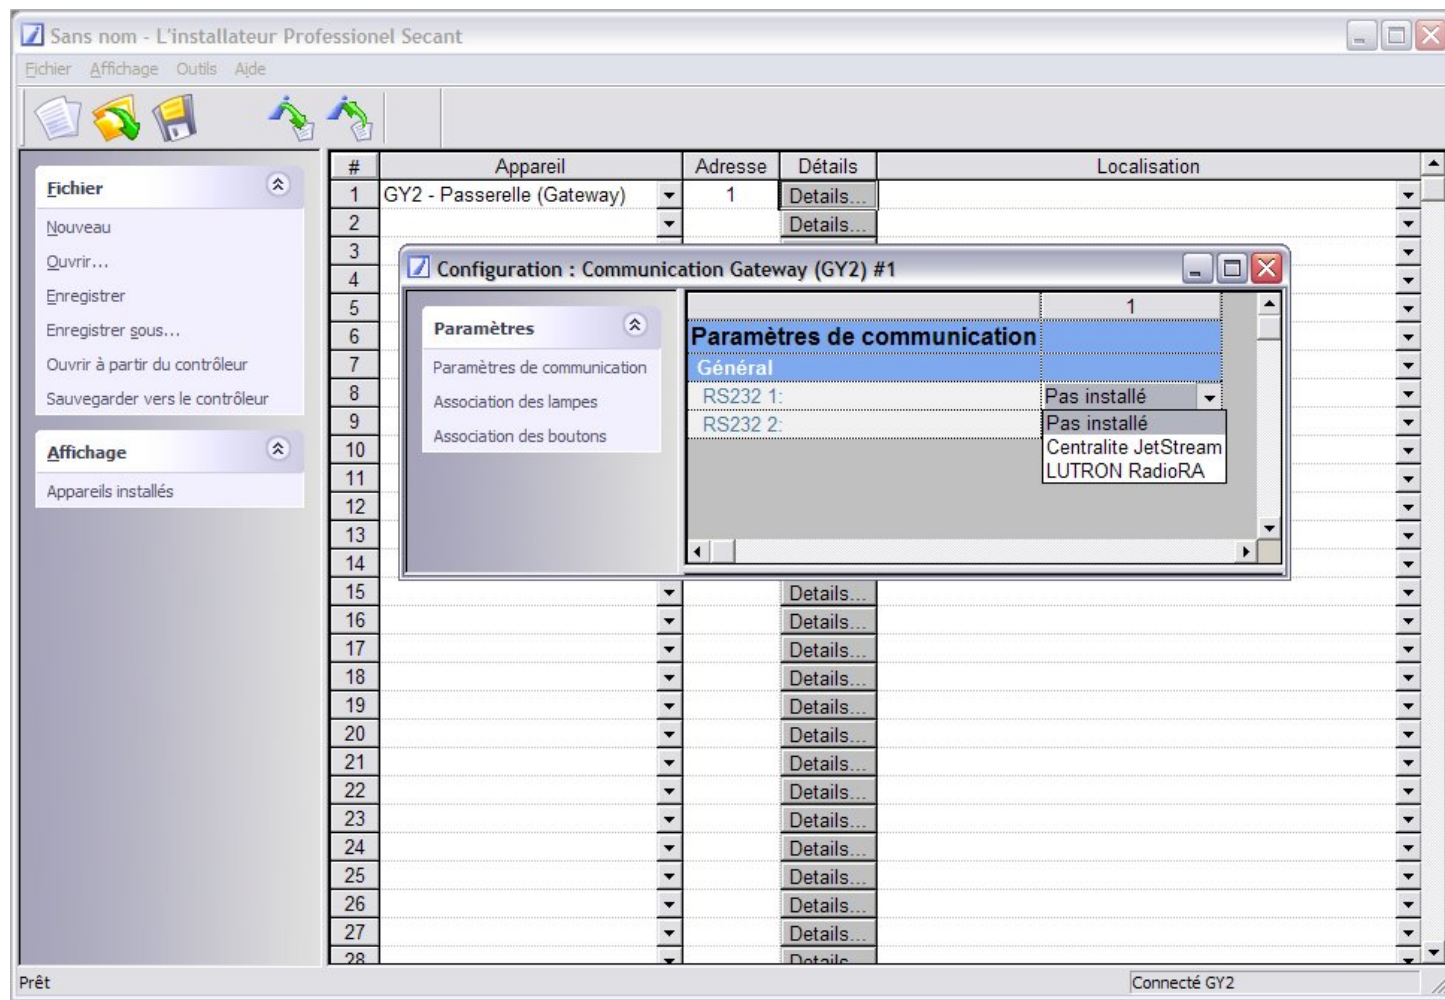 Sans nom - L'installateur Professionel Secant
Fichier Affichage Outils Aide
# Appareil Adresse Détails Localisation
Fichier
Nouveau
Ouvrir...
Enregistrer
Enregistrer sous...
Ouvrir à partir du contrôleur
Sauvegarder vers le contrôleur
Affichage
Appareils installés
1 GY2 - Passerelle (Gateway) 1 Details...
2 Details...
3
4
5
6
7
8
9
10
11
12
13
14
Configuration : Communication Gateway (GY2) #1
Paramètres
Paramètres de communication
Association des lampes
Association des boutons
1
Paramètres de communication
Général
RS232 1: Pas installé
RS232 2: Pas installé
Centralite JetStream
LUTRON RadioRA
15 Details...
16 Details...
17 Details...
18 Details...
19 Details...
20 Details...
21 Details...
22 Details...
23 Details...
24 Details...
25 Details...
26 Details...
27 Details...
28 Details...
Prêt Connecté GY2